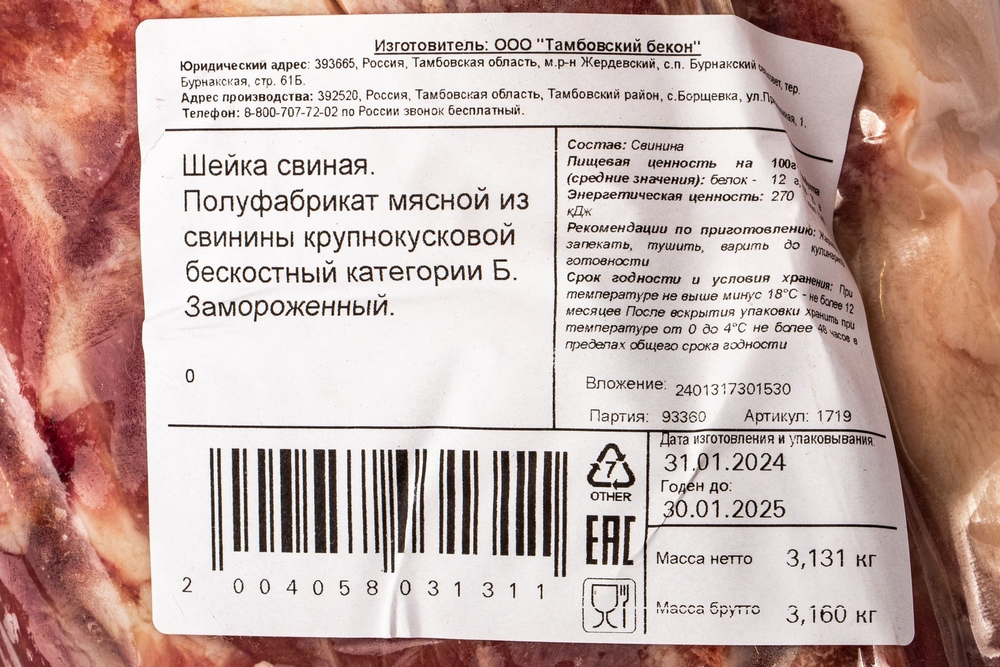 Изготовитель: ООО "Тамбовский бекон"
Юридический адрес: 393665, Россия, Тамбовская область, м.р-н Жердевский, с.п. Бурнакский тер.
Бурнакская, стр. 61Б.
Адрес производства: 392520, Россия, Тамбовская область, Тамбовский район, с.Борщевка, 1.
Телефон: 8-800-707-72-02 по России звонок бесплатный.
Шейка свиная.
Полуфабрикат мясной из
свинины крупнокусковой
бескостный категории Б.
Замороженный.
0
Состав: Свинина
Пищевая ценность на 100г
(средние значения): белок - 12 г,
Энергетическая ценность: 270
кДж
Рекомендации по приготовлению:
запекать, тушить, варить до
готовности
Срок годности и условия хранения: При
температуре не выше минус 18°С - не более 12
месяцев После вскрытия упаковки хранить при
температуре от 0 до 4°С не более 48 часов в
пределах общего срока годности
Вложение: 2401317301530
Партия: 93360 Артикул: 1719
Дата изготовления и упаковывания:
31.01.2024
Годен до:
30.01.2025
Масса нетто 3,131 кг
Масса брутто 3,160 кг
7
OTHER
EAC
2 004058 031311